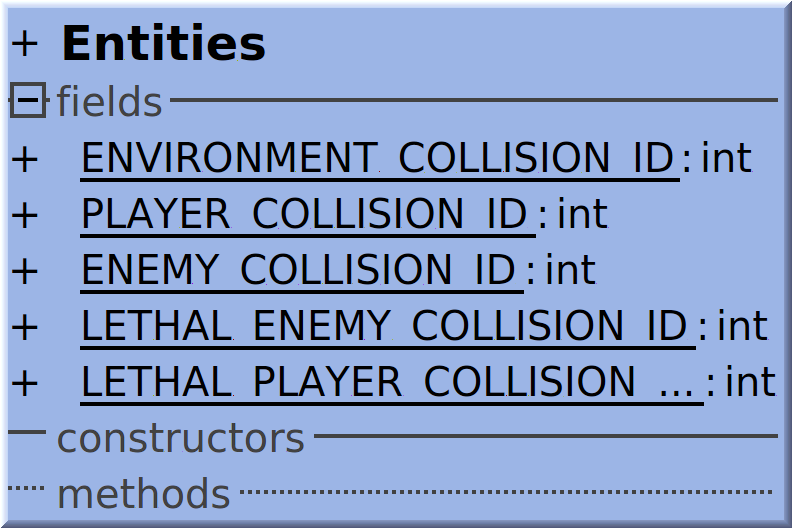 + Entities
fields
+ ENVIRONMENT_COLLISION_ID : int
+ PLAYER_COLLISION_ID : int
+ ENEMY_COLLISION_ID : int
+ LETHAL_ENEMY_COLLISION_ID : int
+ LETHAL_PLAYER_COLLISION_... : int
constructors
methods